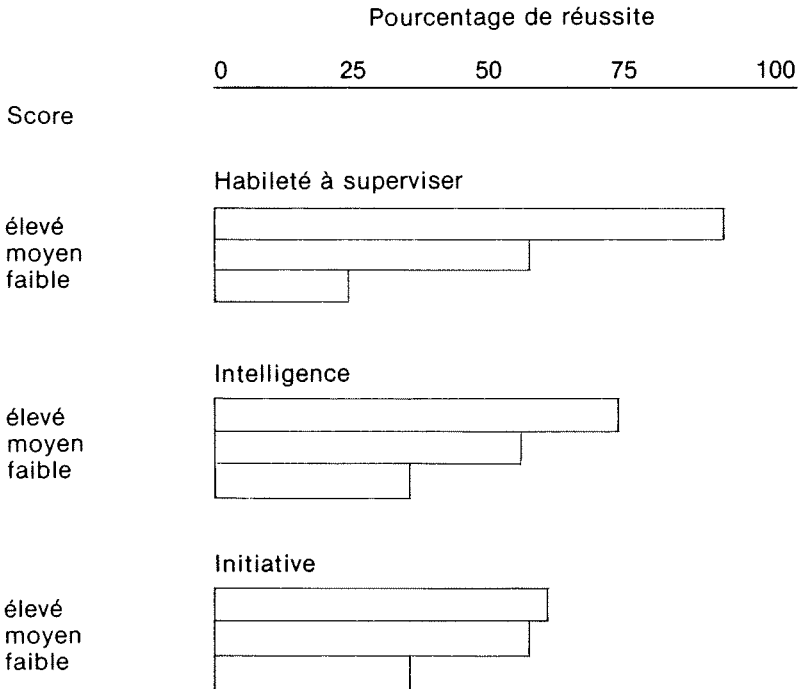 Pourcentage de réussite
0 25 50 75 100
Score
Habileté à superviser
élevé
moyen
faible
Intelligence
élevé
moyen
faible
Initiative
élevé
moyen
faible